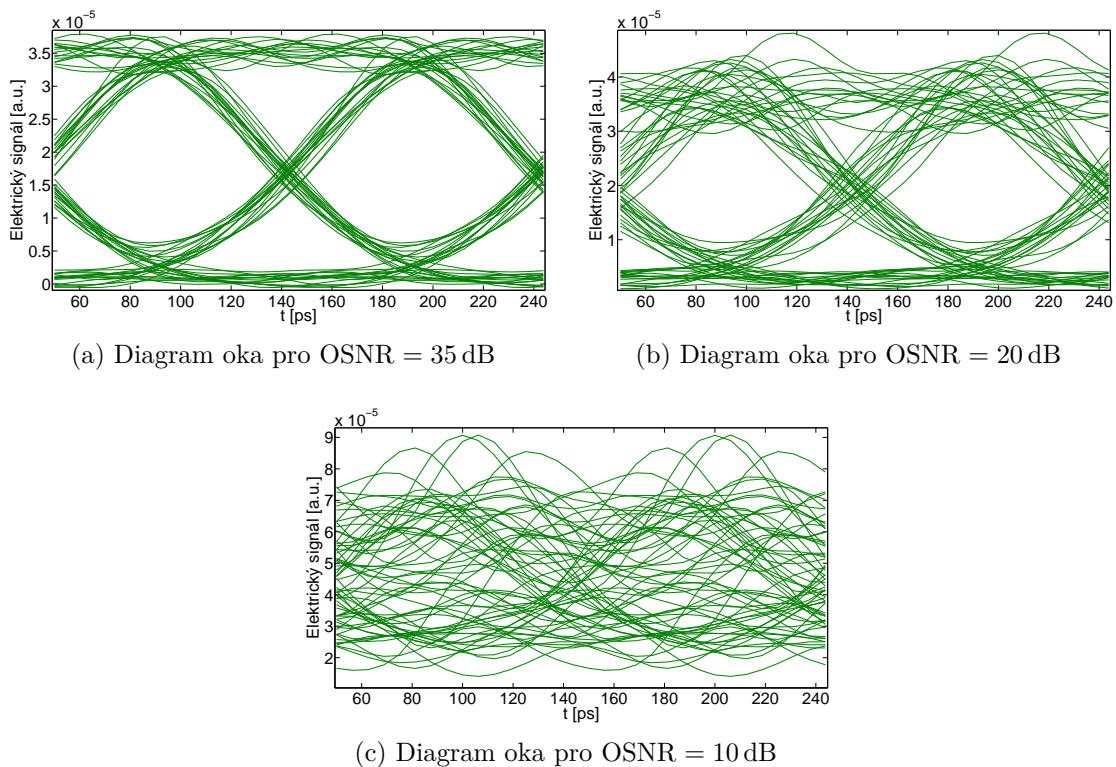 x 10⁻⁵
3.5
3
2.5
2
1.5
1
0.5
0
Elektrický signál [a.u.]
60 80 100 120 140 160 180 200 220 240
t [ps]
(a) Diagram oka pro OSNR = 35 dB
x 10⁻⁵
4
3
2
1
Elektrický signál [a.u.]
60 80 100 120 140 160 180 200 220 240
t [ps]
(b) Diagram oka pro OSNR = 20 dB
x 10⁻⁵
9
8
7
6
5
4
3
2
Elektrický signál [a.u.]
60 80 100 120 140 160 180 200 220 240
t [ps]
(c) Diagram oka pro OSNR = 10 dB